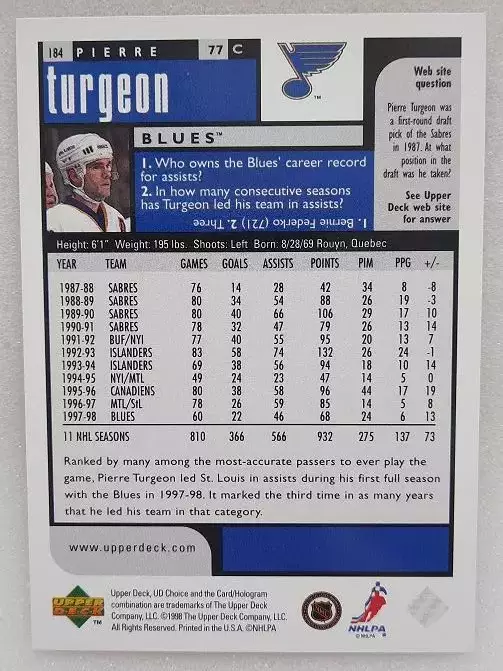 184 PIERRE 77 C
turgeon
BLUES™
1. Who owns the Blues' career record
for assists?
2. In how many consecutive seasons
has Turgeon led his team in assists?
1. Bernie Federko (721) 2. Three
Web site
question
Pierre Turgeon was
a first-round draft
pick of the Sabres
in 1987. At what
position in the
draft was he taken?
See Upper
Deck web site
for answer
Height: 6'1" Weight: 195 lbs. Shoots: Left Born: 8/28/69 Rouyn, Quebec
YEAR TEAM GAMES GOALS ASSISTS POINTS PIM PPG +/-
1987-88 SABRES 76 14 28 42 34 8 -8
1988-89 SABRES 80 34 54 88 26 19 -3
1989-90 SABRES 80 40 66 106 29 17 10
1990-91 SABRES 78 32 47 79 26 13 14
1991-92 BUF/NYI 77 40 55 95 20 13 7
1992-93 ISLANDERS 83 58 74 132 26 24 -1
1993-94 ISLANDERS 69 38 56 94 18 10 14
1994-95 NYI/MTL 49 24 23 47 14 5 0
1995-96 CANADIENS 80 38 58 96 44 17 19
1996-97 MTL/StL 78 26 59 85 14 5 8
1997-98 BLUES 60 22 46 68 24 6 13
11 NHL SEASONS 810 366 566 932 275 137 73
Ranked by many among the most-accurate passers to ever play the
game, Pierre Turgeon led St. Louis in assists during his first full season
with the Blues in 1997-98. It marked the third time in as many years
that he led his team in that category.
www.upperdeck.com
UPPER
DECK
Upper Deck, UD Choice and the Card/Hologram
combination are trademarks of The Upper Deck
Company, LLC. ©1998 The Upper Deck Company, LLC.
All Rights Reserved. Printed in the U.S.A. ©NHLPA
NHL
NHLPA
© NHLPA